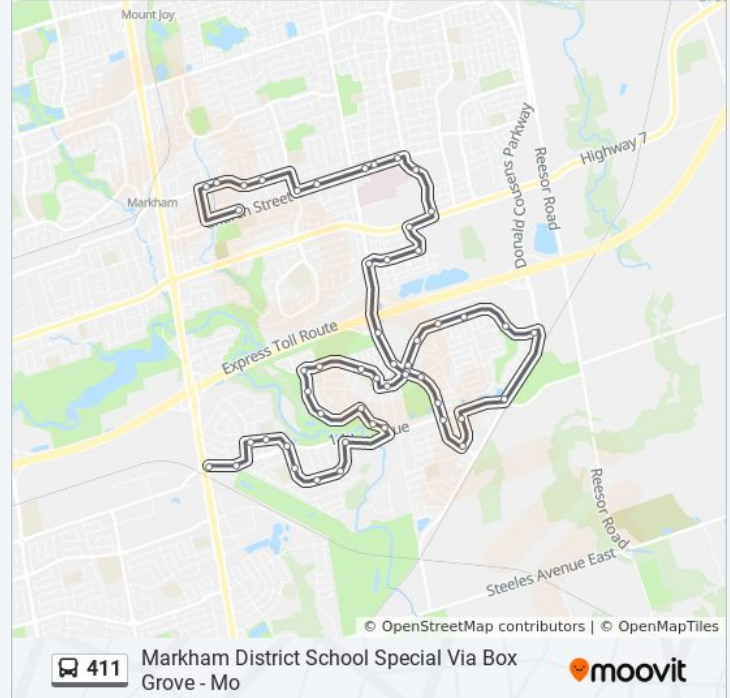 Mount Joy
Highway 7
Donald Cousens Parkway
Reesor Road
Markham
Street
Express Toll Route
Reesor Road
Steeles Avenue East
© OpenStreetMap contributors | © OpenMapTiles
411
Markham District School Special Via Box
Grove - Mo
moovit